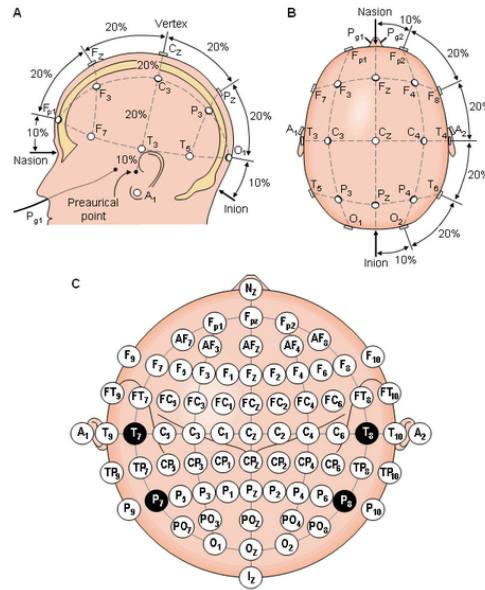 A
Vertex
20%
20%
Fz
Cz
20%
20%
20%
F3
C3
Pz
Fp1
20%
P3
20%
F7
10%
T3
T5
O1
Nasion
10%
10%
Preaurical
point
A1
Inion
Pg1
B
Nasion
10%
Pg1
Pg2
Fp1
Fp2
20%
F7
F3
Fz
F4
F8
20%
A1
T3
C3
Cz
C4
T4
A2
20%
T5
P3
Pz
P4
T6
O1
O2
20%
Inion
10%
C
Nz
Fp1
Fpz
Fp2
AF7
AF3
AFZ
AF4
AF8
F9
F7
F5
F3
F1
Fz
F2
F4
F6
F8
F10
FT9
FT7
FC5
FC3
FC1
FCz
FC2
FC4
FC6
FT8
FT10
A1
T9
T7
C5
C3
C1
Cz
C2
C4
C6
T8
T10
A2
TP9
TP7
CP5
CP3
CP1
CPz
CP2
CP4
CP6
TP8
TP10
P9
P7
P5
P3
P1
Pz
P2
P4
P6
P8
P10
PO7
PO3
POZ
PO4
PO8
O1
Oz
O2
Iz